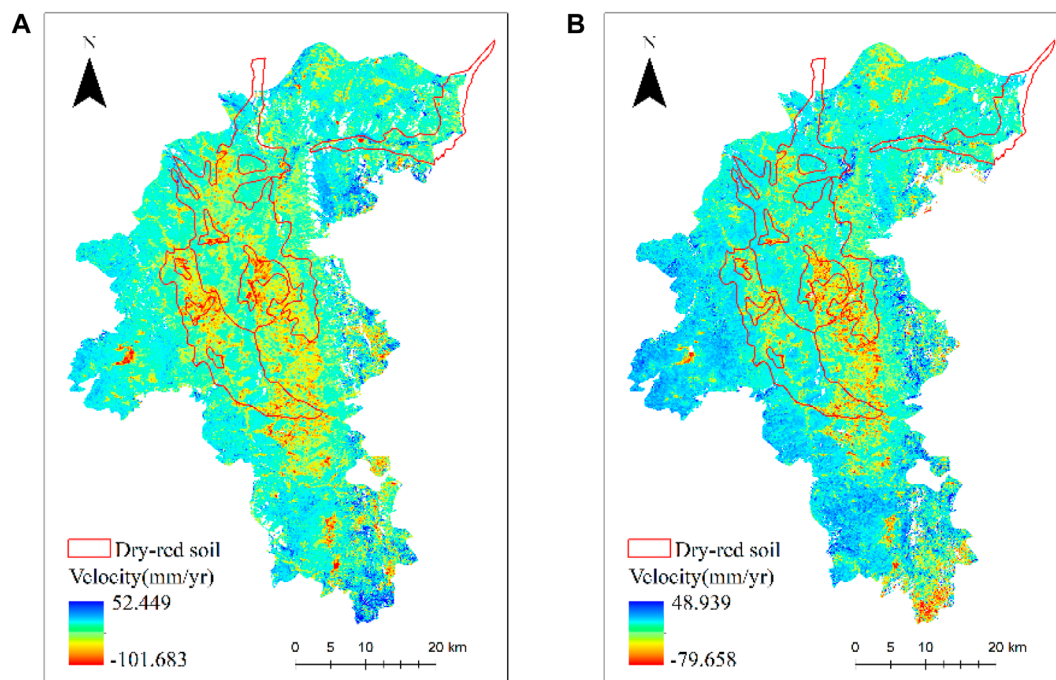 A
N
Dry-red soil
Velocity(mm/yr)
52.449
-101.683
0 5 10 20 km
B
N
Dry-red soil
Velocity(mm/yr)
48.939
-79.658
0 5 10 20 km